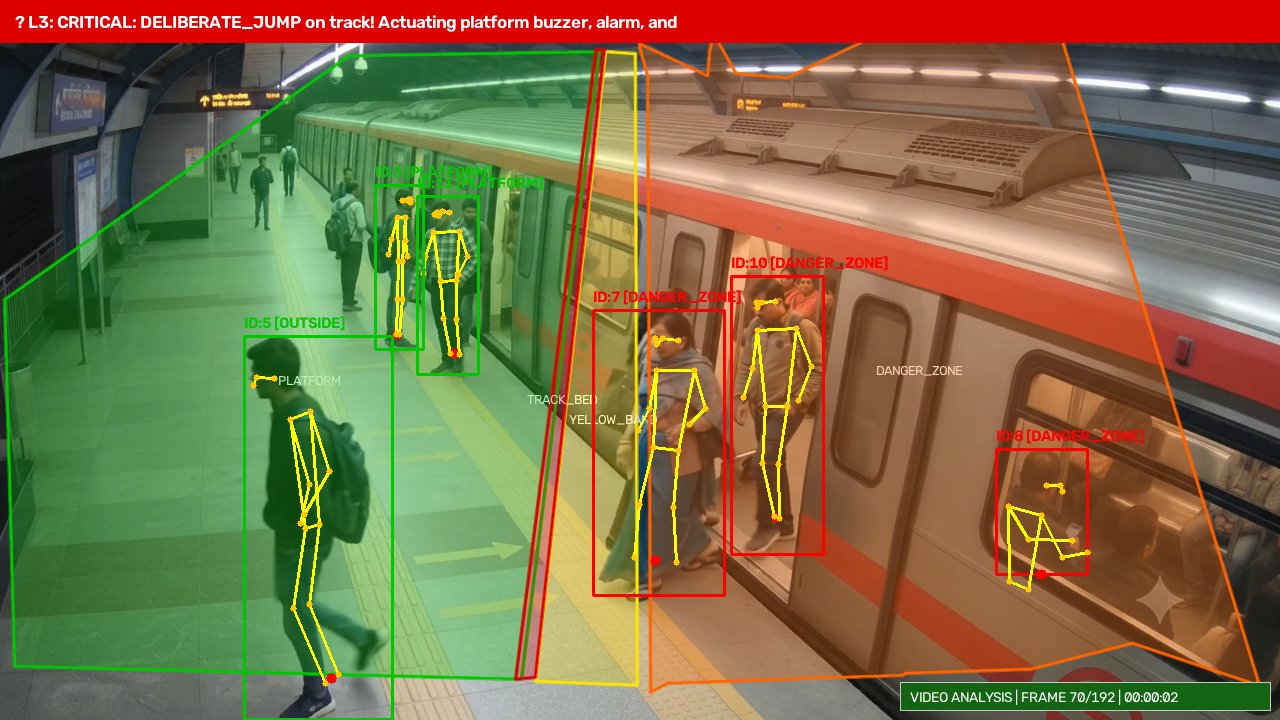 ? L3: CRITICAL: DELIBERATE_JUMP on track! Actuating platform buzzer, alarm, and
ID:10 [DANGER_ZONE]
ID:7 [DANGER_ZONE]
ID:5 [OUTSIDE]
PLATFORM
DANGER_ZONE
TRACK_BED
YELLOW_BAND
ID:8 [DANGER_ZONE]
VIDEO ANALYSIS | FRAME 70/192 | 00:00:02